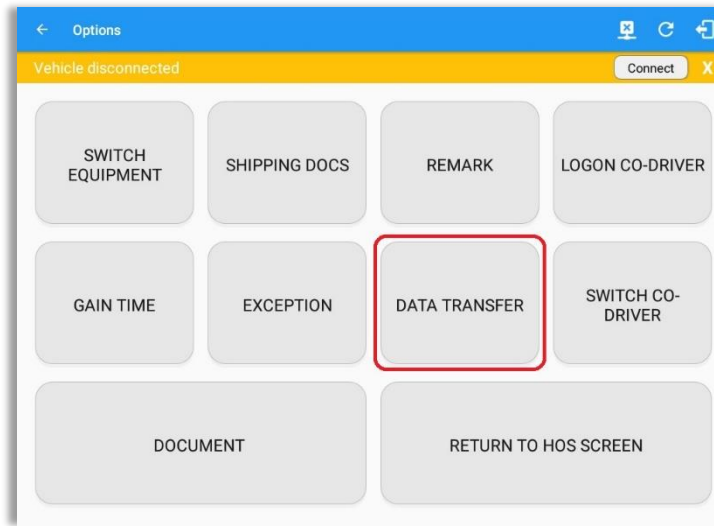 Options
Vehicle disconnected
Connect
X
SWITCH
EQUIPMENT
SHIPPING DOCS
REMARK
LOGON CO-DRIVER
GAIN TIME
EXCEPTION
DATA TRANSFER
SWITCH CO-
DRIVER
DOCUMENT
RETURN TO HOS SCREEN